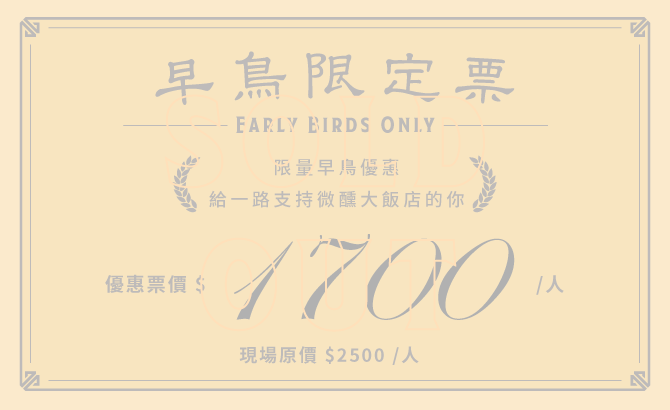 早鳥限定票
EARLY BIRDS ONLY
限量早鳥優惠
給一路支持微醺大飯店的你
優惠票價 $ 1700 /人
現場原價 $2500 /人